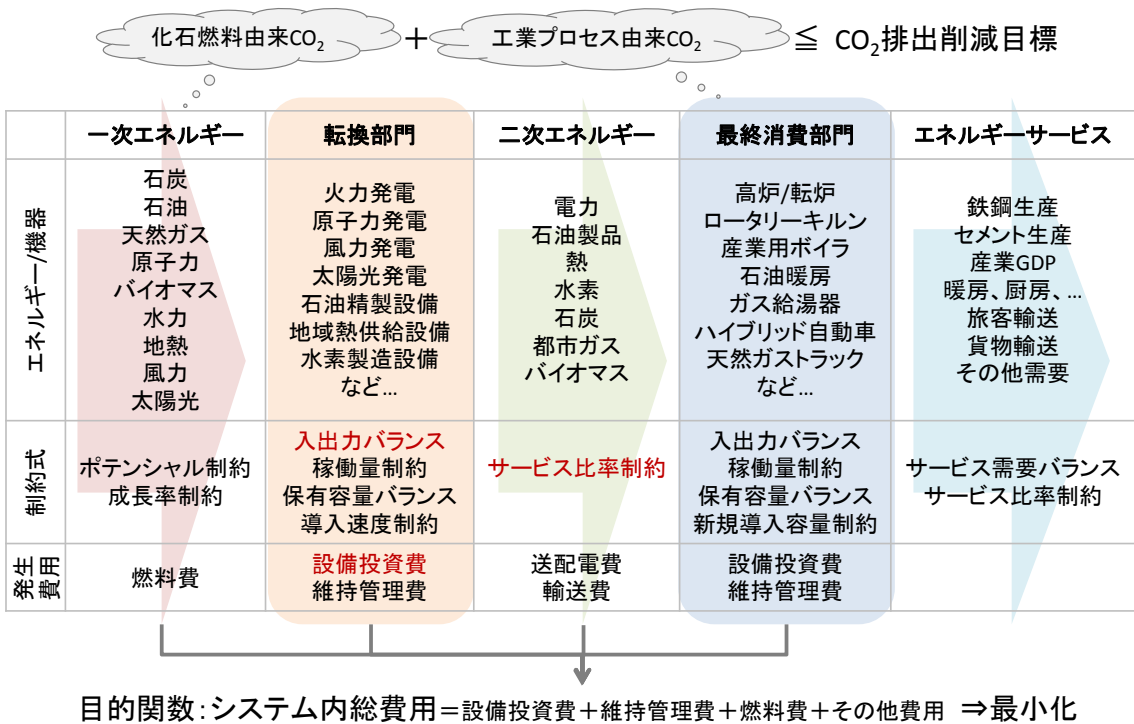 化石燃料由来CO2 + 工業プロセス由来CO2 ≦ CO2排出削減目標
一次エネルギー
転換部門
二次エネルギー
最終消費部門
エネルギーサービス
エネルギー/機器
石炭
石油
天然ガス
原子力
バイオマス
水力
地熱
風力
太陽光
火力発電
原子力発電
風力発電
太陽光発電
石油精製設備
地域熱供給設備
水素製造設備
など…
電力
石油製品
熱
水素
石炭
都市ガス
バイオマス
高炉/転炉
ロータリーキルン
産業用ボイラ
石油暖房
ガス給湯器
ハイブリッド自動車
天然ガストラック
など…
鉄鋼生産
セメント生産
産業GDP
暖房、厨房、…
旅客輸送
貨物輸送
その他需要
制約式
ポテンシャル制約
成長率制約
入出力バランス
稼働量制約
保有容量バランス
導入速度制約
サービス比率制約
入出力バランス
稼働量制約
保有容量バランス
新規導入容量制約
サービス需要バランス
サービス比率制約
発生
費用
燃料費
設備投資費
維持管理費
送配電費
輸送費
設備投資費
維持管理費
目的関数:システム内総費用=設備投資費+維持管理費+燃料費+その他費用 ⇒最小化